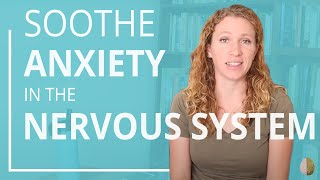 SOOTHE
ANXIETY
IN THE
NERVOUS SYSTEM